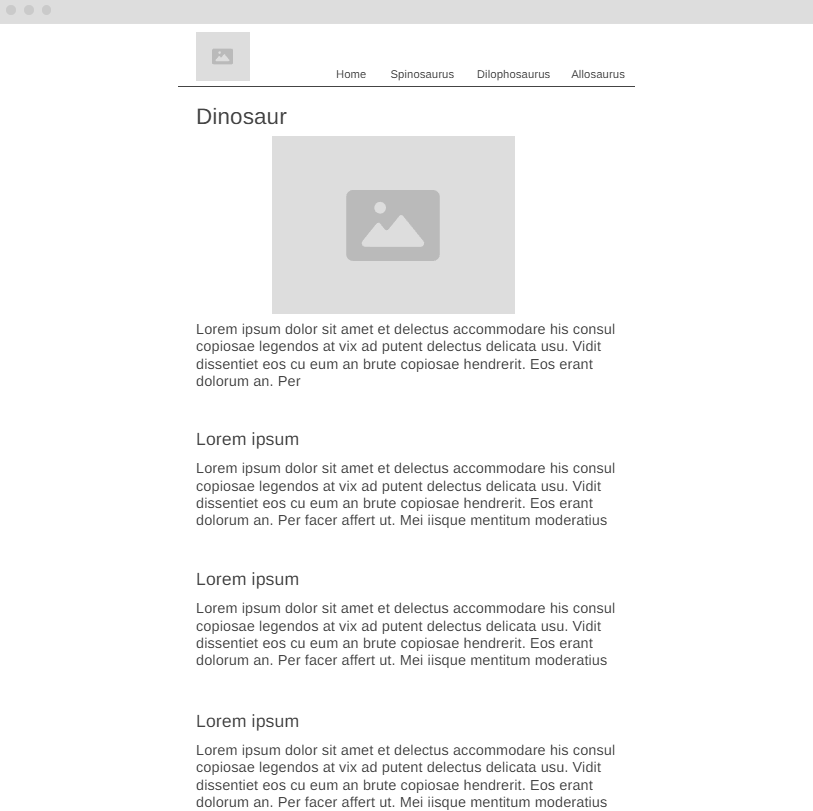 Home Spinosaurus Dilophosaurus Allosaurus
Dinosaur
Lorem ipsum dolor sit amet et delectus accommodare his consul
copiosae legendos at vix ad putent delectus delicata usu. Vidit
dissentiet eos cu eum an brute copiosae hendrerit. Eos erant
dolorum an. Per
Lorem ipsum
Lorem ipsum dolor sit amet et delectus accommodare his consul
copiosae legendos at vix ad putent delectus delicata usu. Vidit
dissentiet eos cu eum an brute copiosae hendrerit. Eos erant
dolorum an. Per facer affert ut. Mei iisque mentitum moderatius
Lorem ipsum
Lorem ipsum dolor sit amet et delectus accommodare his consul
copiosae legendos at vix ad putent delectus delicata usu. Vidit
dissentiet eos cu eum an brute copiosae hendrerit. Eos erant
dolorum an. Per facer affert ut. Mei iisque mentitum moderatius
Lorem ipsum
Lorem ipsum dolor sit amet et delectus accommodare his consul
copiosae legendos at vix ad putent delectus delicata usu. Vidit
dissentiet eos cu eum an brute copiosae hendrerit. Eos erant
dolorum an. Per facer affert ut. Mei iisque mentitum moderatius